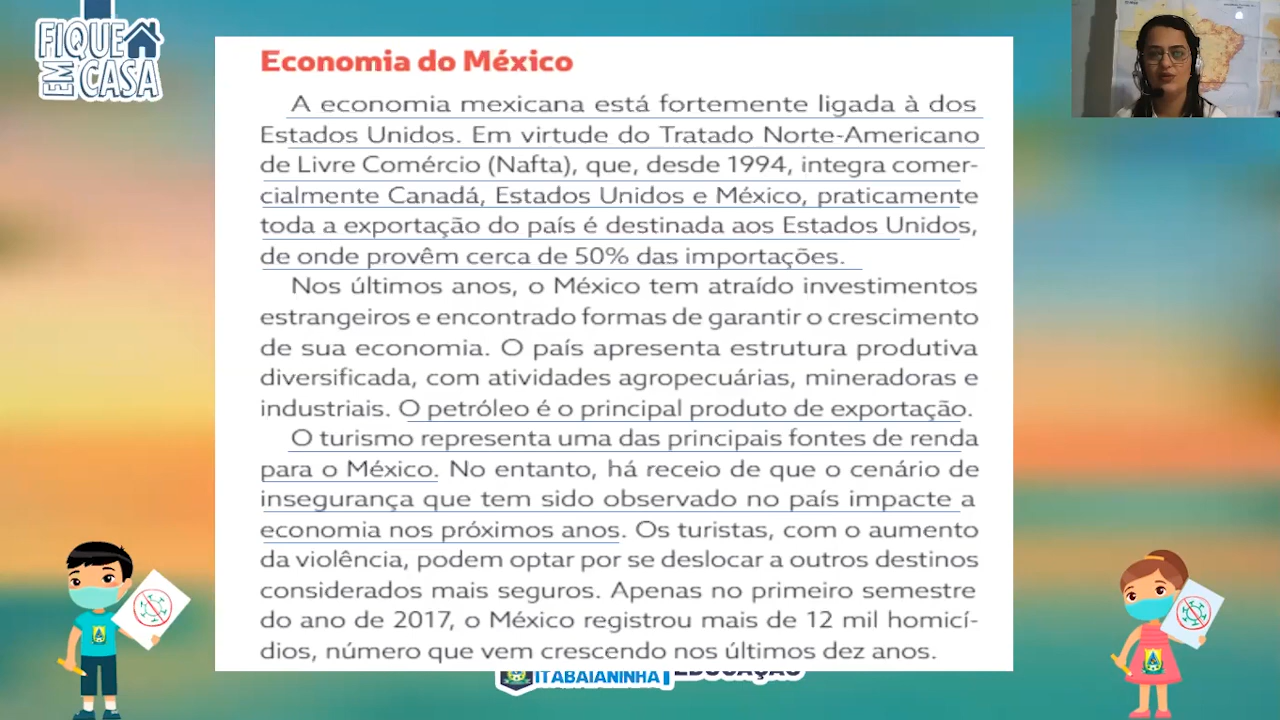 FIQUE
EM
CASA
Economia do México
A economia mexicana está fortemente ligada à dos
Estados Unidos. Em virtude do Tratado Norte-Americano
de Livre Comércio (Nafta), que, desde 1994, integra comer-
cialmente Canadá, Estados Unidos e México, praticamente
toda a exportação do país é destinada aos Estados Unidos,
de onde provêm cerca de 50% das importações.
Nos últimos anos, o México tem atraído investimentos
estrangeiros e encontrado formas de garantir o crescimento
de sua economia. O país apresenta estrutura produtiva
diversificada, com atividades agropecuárias, mineradoras e
industriais. O petróleo é o principal produto de exportação.
O turismo representa uma das principais fontes de renda
para o México. No entanto, há receio de que o cenário de
insegurança que tem sido observado no país impacte a
economia nos próximos anos. Os turistas, com o aumento
da violência, podem optar por se deslocar a outros destinos
considerados mais seguros. Apenas no primeiro semestre
do ano de 2017, o México registrou mais de 12 mil homicí-
dios, número que vem crescendo nos últimos dez anos.
ITABAIANINHA EDUCAÇÃO